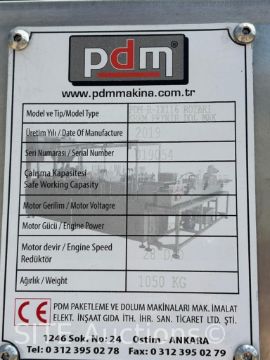 pdm®
www.pdmmakina.com.tr
Model ve Tip/Model Type
Üretim Yılı / Date Of Manufacture 2019
Seri Numarası / Serial Number
Çalışma Kapasitesi
Safe Working Capasity
Motor Gerilim / Motor Voltagre
Motor Gücü / Engine Power
Motor devir / Engine Speed
Redüktör
Ağırlık / Weight 1050 KG
CE PDM PAKETLEME VE DOLUM MAKİNALARI MAK. İMALAT
ELEKT. İNŞAAT GIDA İTH. İHR. SAN. TİCARET LTD. ŞTİ.
1246 Sok. No: 24 Ostim - ANKARA
Tel: 0 312 395 02 78 Fax: 0 312 395 02 79